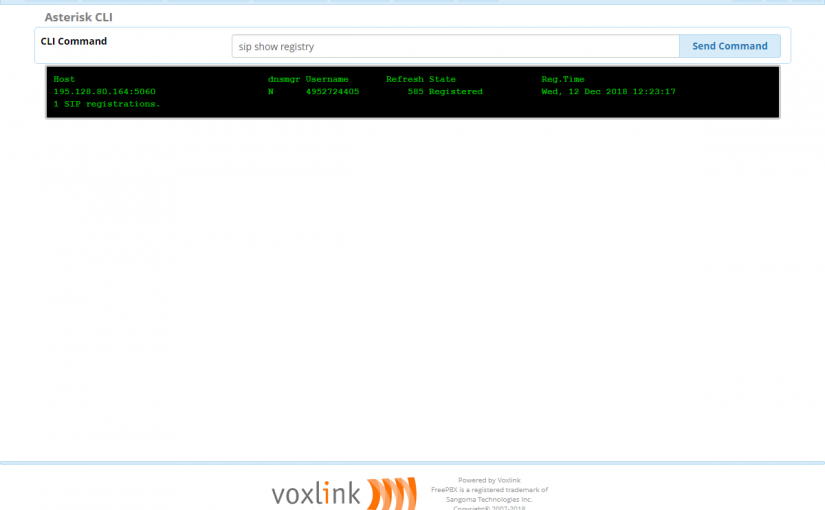 Asterisk CLI
CLI Command
sip show registry
Send Command
Host dnsmgr Username Refresh State Reg.Time
195.128.80.164:5060 N 4952724405 585 Registered Wed, 12 Dec 2018 12:23:17
1 SIP registrations.
voxlink
Powered by Voxlink
FreePBX is a registered trademark of
Sangoma Technologies Inc.
Copyright© 2007-2018